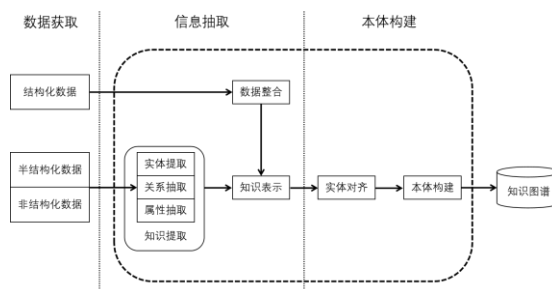 数据获取
信息抽取
本体构建
结构化数据
数据整合
半结构化数据
非结构化数据
实体提取
关系抽取
属性抽取
知识提取
知识表示
实体对齐
本体构建
知识图谱